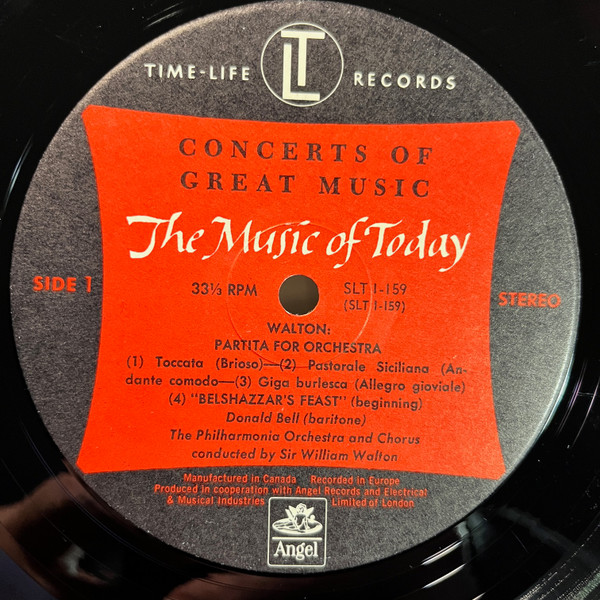 TIME-LIFE TL RECORDS
CONCERTS OF
GREAT MUSIC
The Music of Today
SIDE 1 33⅓ RPM SLT 1-159 STEREO
(SLT 1-159)
WALTON:
PARTITA FOR ORCHESTRA
(1) Toccata (Brioso)—(2) Pastorale Siciliana (An-
dante comodo—(3) Giga burlesca (Allegro gioviale)
(4) "BELSHAZZAR'S FEAST" (beginning)
Donald Bell (baritone)
The Philharmonia Orchestra and Chorus
conducted by Sir William Walton
Manufactured in Canada Recorded in Europe
Produced in cooperation with Angel Records and Electrical
& Musical Industries Limited of London
Angel